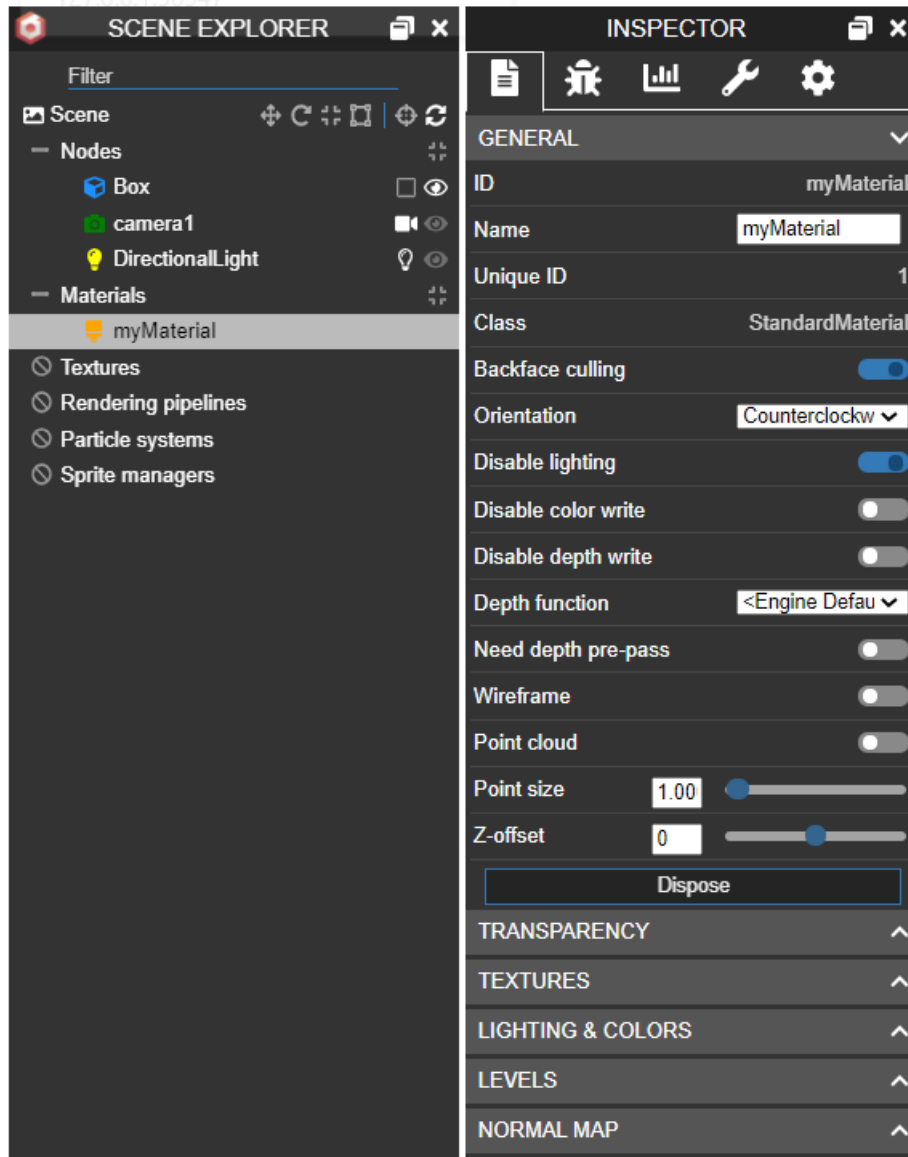 SCENE EXPLORER
Filter
Scene
Nodes
Box
camera1
DirectionalLight
Materials
myMaterial
Textures
Rendering pipelines
Particle systems
Sprite managers
INSPECTOR
GENERAL
ID myMaterial
Name myMaterial
Unique ID 1
Class StandardMaterial
Backface culling
Orientation Counterclockw
Disable lighting
Disable color write
Disable depth write
Depth function <Engine Defau
Need depth pre-pass
Wireframe
Point cloud
Point size 1.00
Z-offset 0
Dispose
TRANSPARENCY
TEXTURES
LIGHTING & COLORS
LEVELS
NORMAL MAP